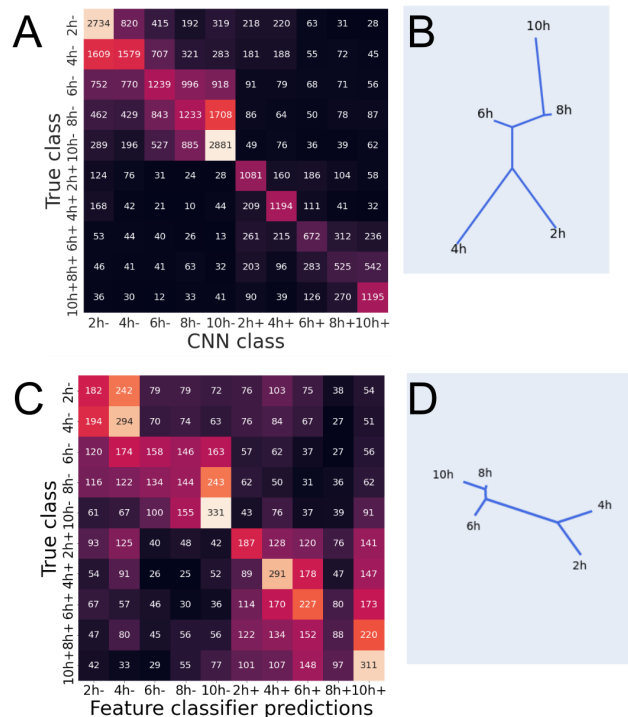 A
B
True class
2h- 2734 820 415 192 319 218 220 63 31 28
4h- 1609 1579 707 321 283 181 188 55 72 45
6h- 752 770 1239 996 918 91 79 68 71 56
8h- 462 429 843 1233 1708 86 64 50 78 87
10h- 289 196 527 885 2881 49 76 36 39 62
2h+ 124 76 31 24 28 1081 160 186 104 58
4h+ 168 42 21 10 44 209 1194 111 41 32
6h+ 53 44 40 26 13 261 215 672 312 236
8h+ 46 41 41 63 32 203 96 283 525 542
10h+ 36 30 12 33 41 90 39 126 270 1195
2h- 4h- 6h- 8h- 10h- 2h+ 4h+ 6h+ 8h+ 10h+
CNN class
10h
6h
8h
4h
2h
C
D
True class
2h- 182 242 79 79 72 76 103 75 38 54
4h- 194 294 70 74 63 76 84 67 27 51
6h- 120 174 158 146 163 57 62 37 27 56
8h- 116 122 134 144 243 62 50 31 36 62
10h- 61 67 100 155 331 43 76 37 39 91
2h+ 93 125 40 48 42 187 128 120 76 141
4h+ 54 91 26 25 52 89 291 178 47 147
6h+ 67 57 46 30 36 114 170 227 80 173
8h+ 47 80 45 56 56 122 134 152 88 220
10h+ 42 33 29 55 77 101 107 148 97 311
2h- 4h- 6h- 8h- 10h- 2h+ 4h+ 6h+ 8h+ 10h+
Feature classifier predictions
10h
8h
6h
4h
2h